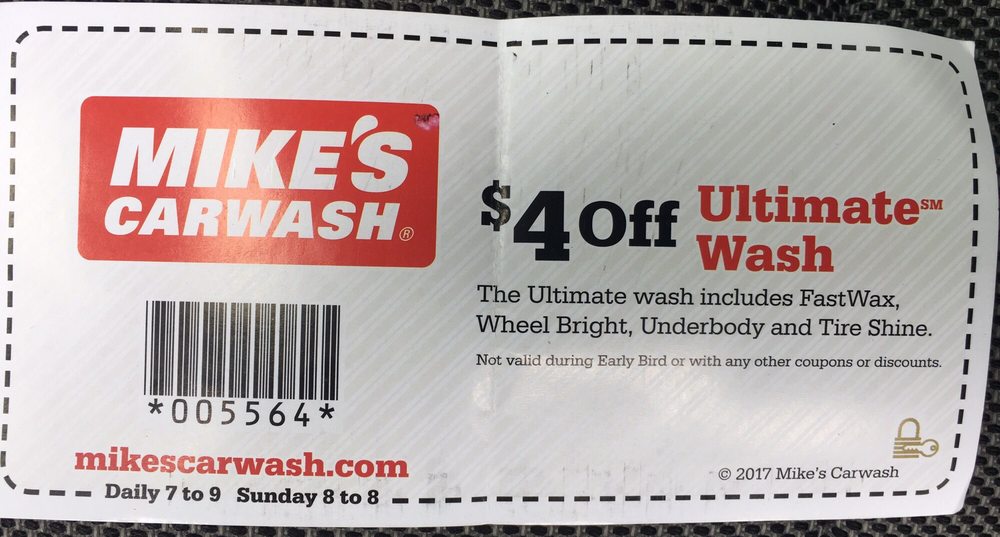 MIKE'S
CARWASH®
*005564*
mikescarwash.com
Daily 7 to 9 Sunday 8 to 8
$4 Off Ultimate℠
Wash
The Ultimate wash includes FastWax,
Wheel Bright, Underbody and Tire Shine.
Not valid during Early Bird or with any other coupons or discounts.
© 2017 Mike's Carwash